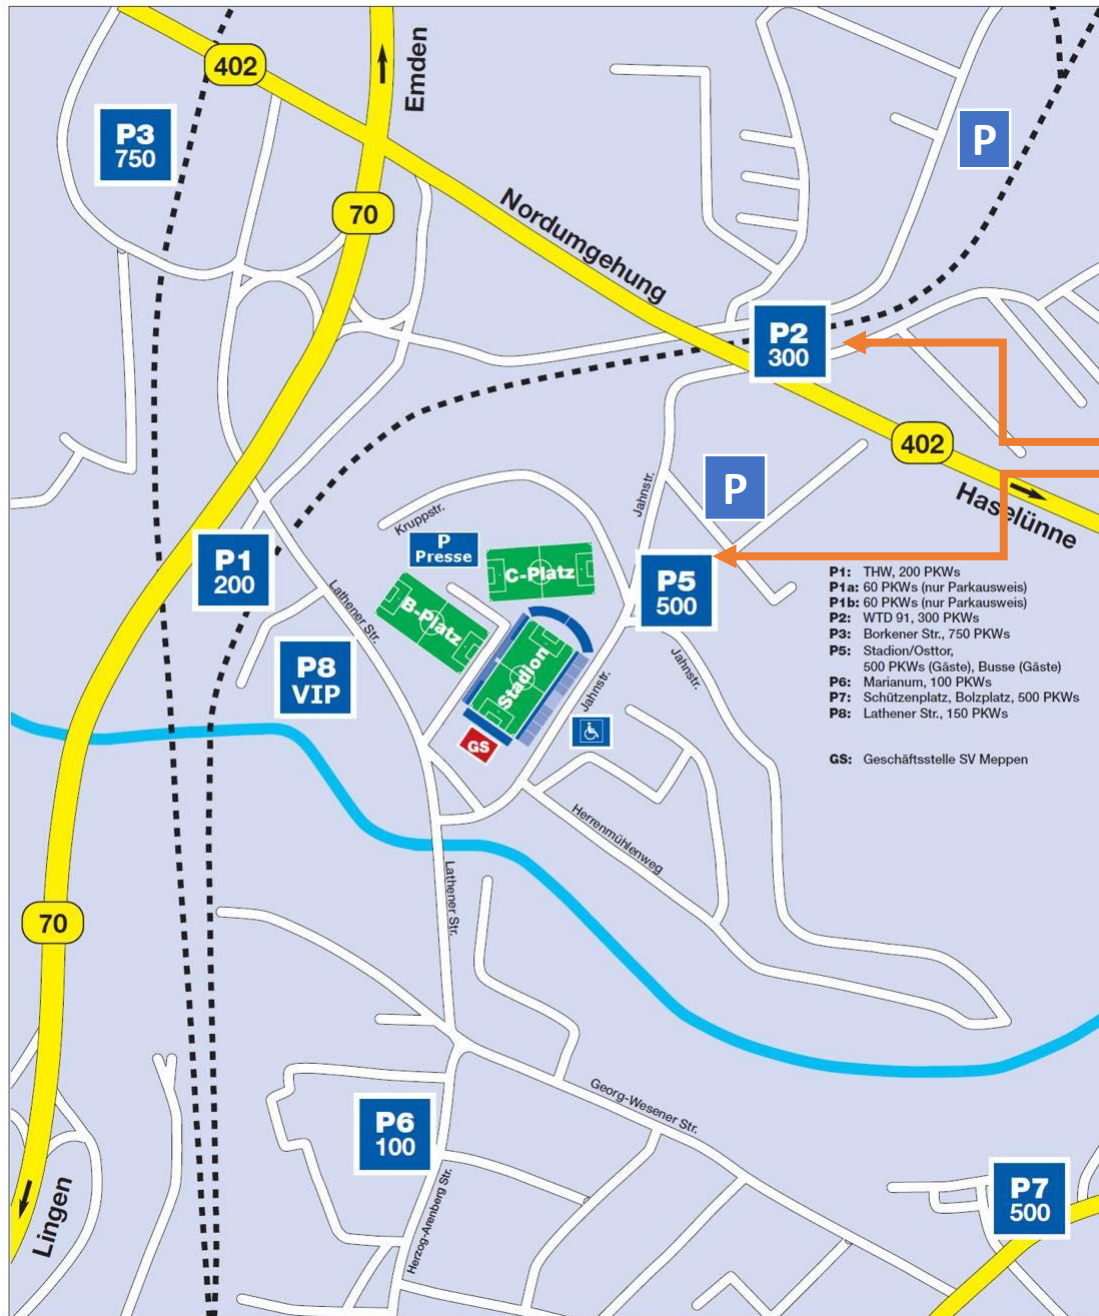 402
Emden
P3
750
P
70
Nordumgehung
P2
300
402
Haselünne
Jahnstr.
P
Kruppstr.
P
Presse
C-Platz
P1
200
B-Platz
Lathener Str.
P5
500
P8
VIP
Stadion
Jahnstr.
Jahnstr.
GS
P1: THW, 200 PKWs
P1a: 60 PKWs (nur Parkausweis)
P1b: 60 PKWs (nur Parkausweis)
P2: WTD 91, 300 PKWs
P3: Borkener Str., 750 PKWs
P5: Stadion/Osttor,
500 PKWs (Gäste), Busse (Gäste)
P6: Marianum, 100 PKWs
P7: Schützenplatz, Bolzplatz, 500 PKWs
P8: Lathener Str., 150 PKWs
GS: Geschäftsstelle SV Meppen
Herrenmühlenweg
Lathener Str.
70
Georg-Wesener Str.
P6
100
Herzog-Arenberg Str.
P7
500
Lingen